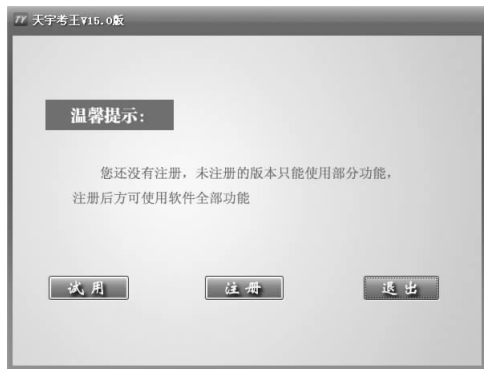 TY 天宇考王V15.0版
温馨提示:
您还没有注册，未注册的版本只能使用部分功能，
注册后方可使用软件全部功能
试用 注册 退出